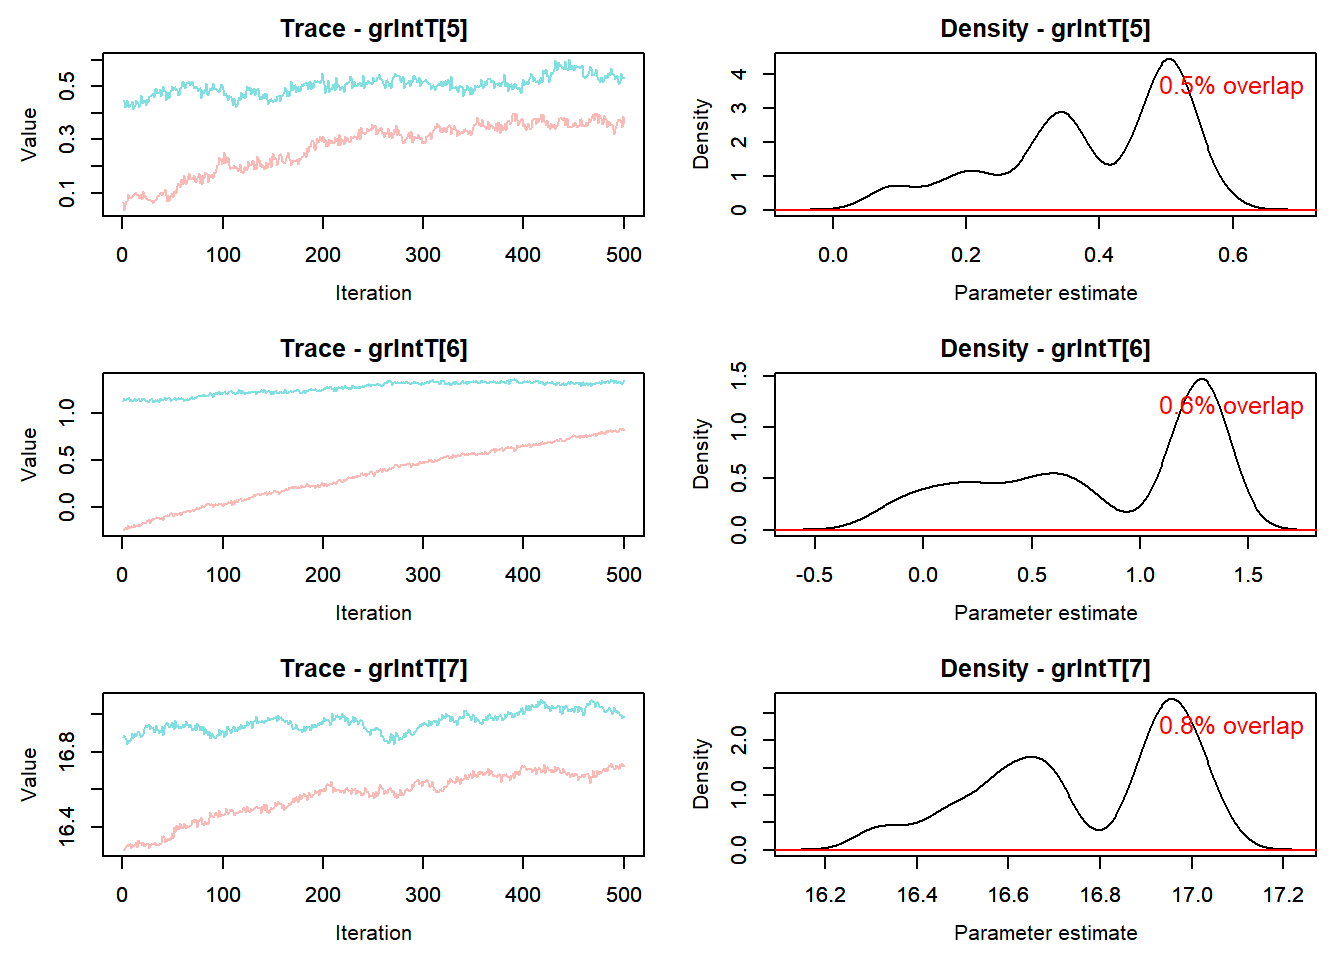 Trace - grIntT[5]
Value
0.1 0.3 0.5
0 100 200 300 400 500
Iteration
Density - grIntT[5]
Density
0 1 2 3 4
0.5% overlap
0.0 0.2 0.4 0.6
Parameter estimate
Trace - grIntT[6]
Value
0.0 0.5 1.0
0 100 200 300 400 500
Iteration
Density - grIntT[6]
Density
0.0 0.5 1.0 1.5
0.6% overlap
-0.5 0.0 0.5 1.0 1.5
Parameter estimate
Trace - grIntT[7]
Value
16.4 16.8
0 100 200 300 400 500
Iteration
Density - grIntT[7]
Density
0.0 1.0 2.0
0.8% overlap
16.2 16.4 16.6 16.8 17.0 17.2
Parameter estimate